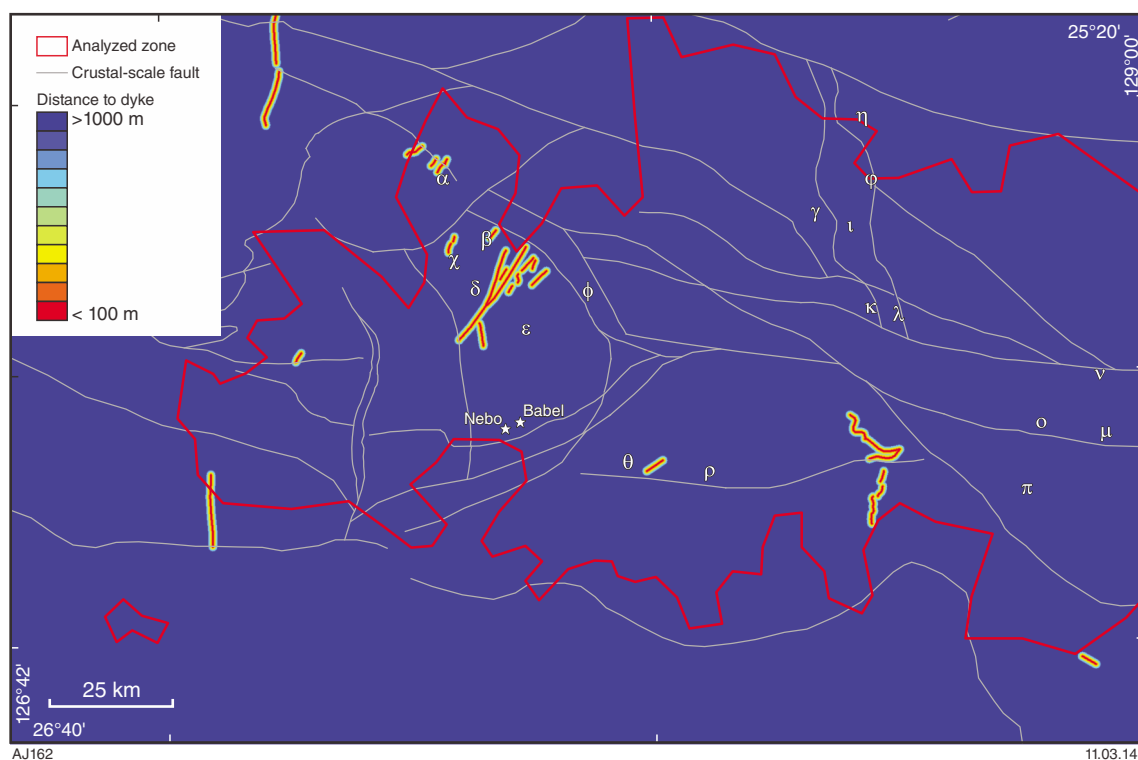 Analyzed zone
Crustal-scale fault
Distance to dyke
>1000 m
< 100 m
25°20'
129°00'
η
α
φ
γ
ι
β
χ
δ
ϕ
ε
κ
λ
ν
Babel
Nebo
ο
μ
θ
ρ
π
126°42'
25 km
26°40'
AJ162
11.03.14